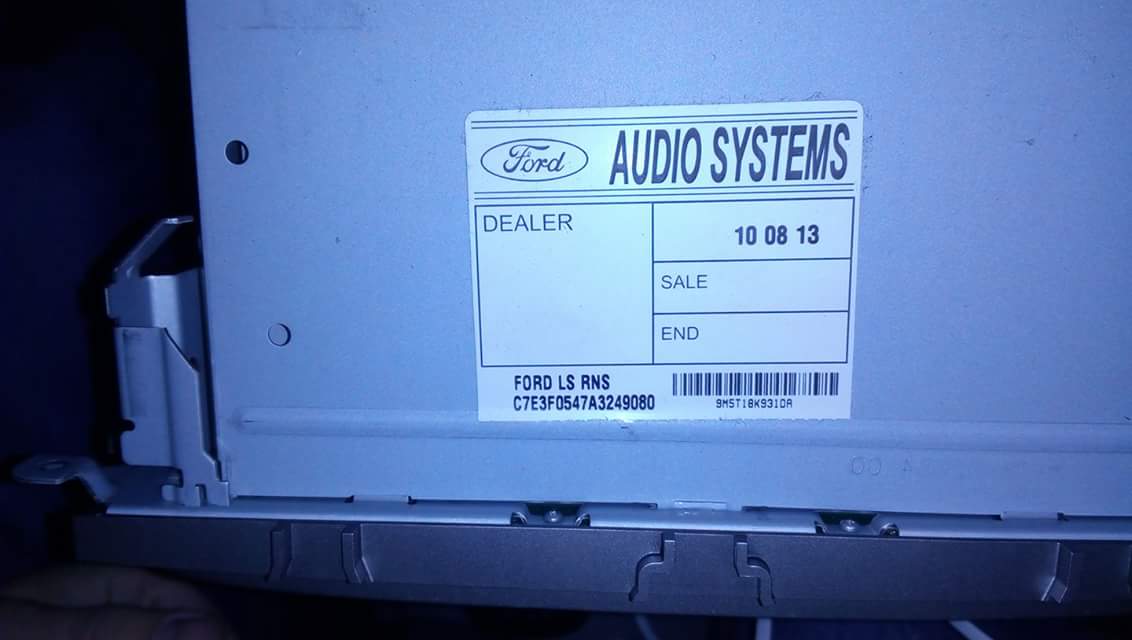 Ford AUDIO SYSTEMS
DEALER
10 08 13
SALE
END
FORD LS RNS
C7E3F0547A3249080
9M5T18K931DA